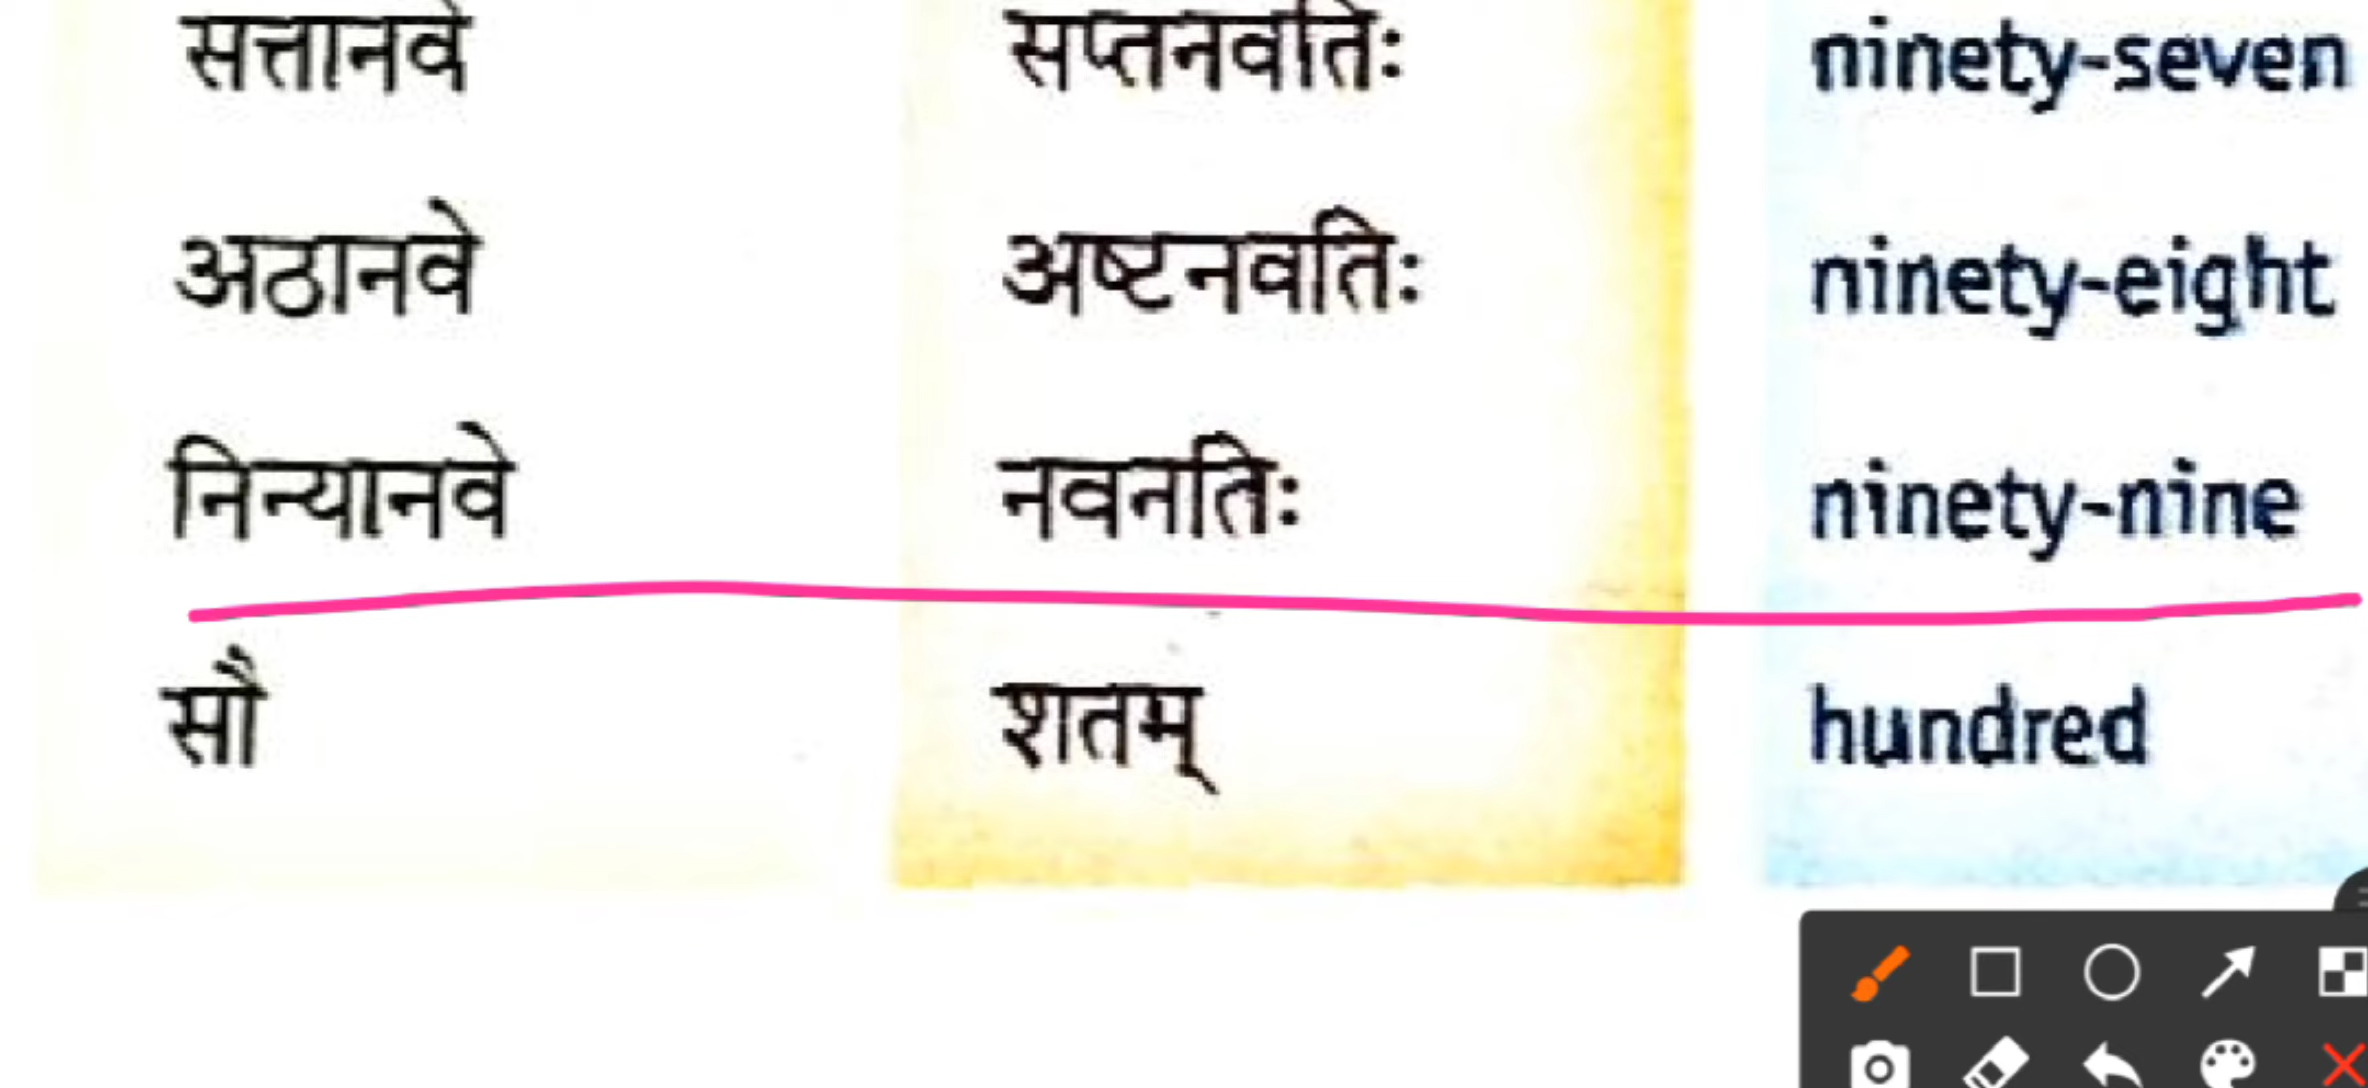 सत्तानवे सप्तनवतिः ninety-seven
अठानवे अष्टनवतिः ninety-eight
निन्यानवे नवनतिः ninety-nine
सौ शतम् hundred